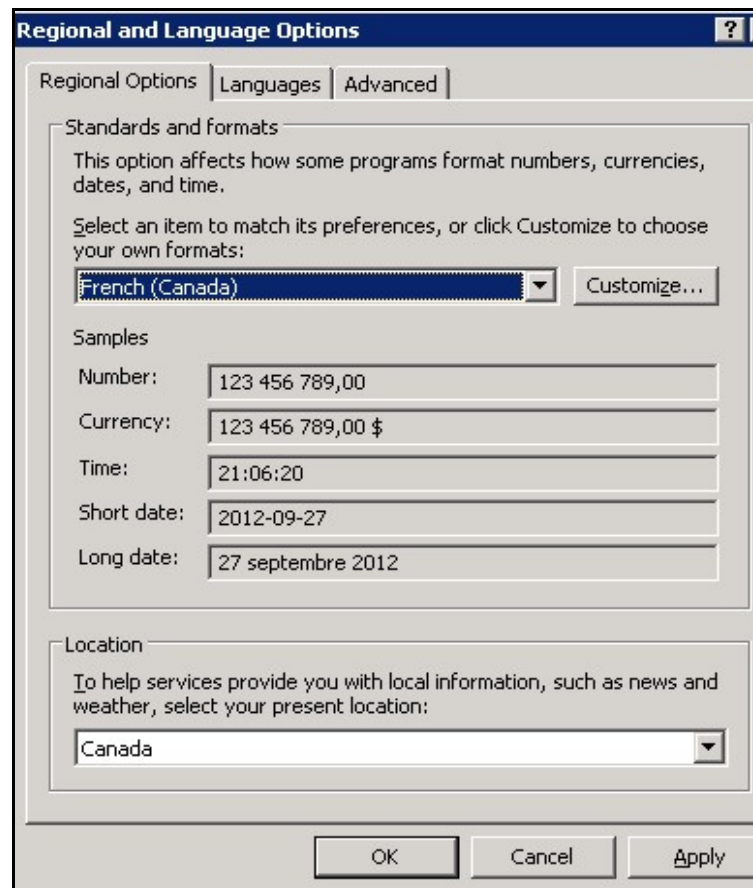 Regional and Language Options
?
Regional Options Languages Advanced
Standards and formats
This option affects how some programs format numbers, currencies,
dates, and time.
Select an item to match its preferences, or click Customize to choose
your own formats:
French (Canada) Customize...
Samples
Number: 123 456 789,00
Currency: 123 456 789,00 $
Time: 21:06:20
Short date: 2012-09-27
Long date: 27 septembre 2012
Location
To help services provide you with local information, such as news and
weather, select your present location:
Canada
OK Cancel Apply